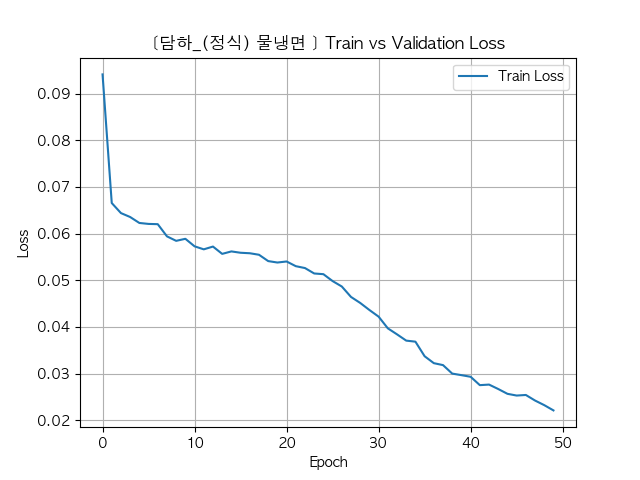 [담하_(정식) 물냉면 ] Train vs Validation Loss
Train Loss
0.09
0.08
0.07
0.06
0.05
0.04
0.03
0.02
Loss
0 10 20 30 40 50
Epoch